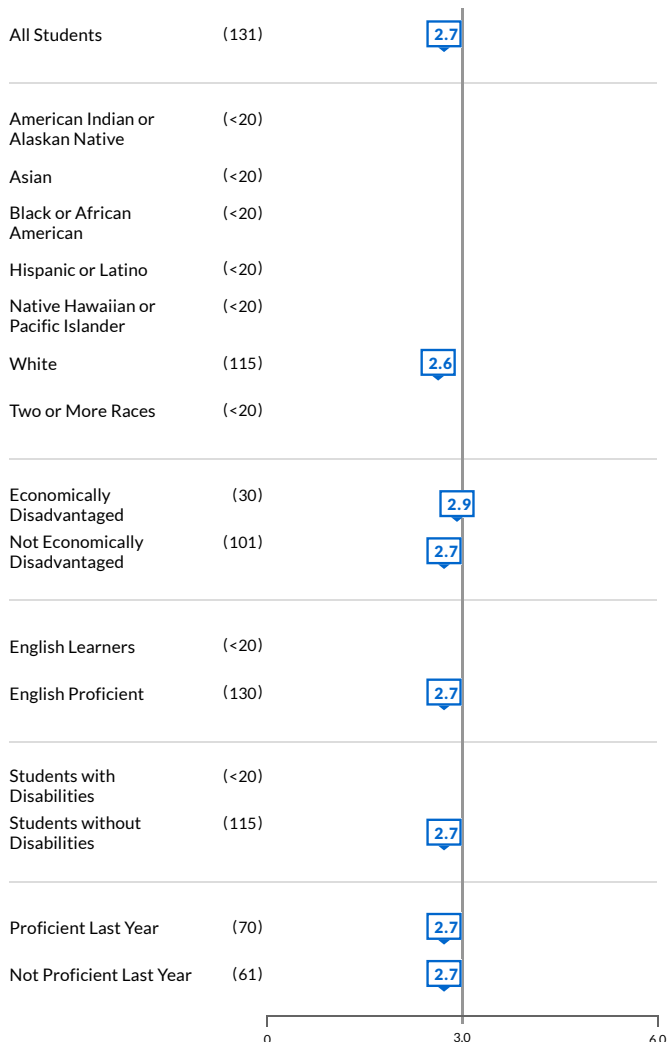 All Students (131) 2.7
American Indian or (<20)
Alaskan Native
Asian (<20)
Black or African (<20)
American
Hispanic or Latino (<20)
Native Hawaiian or (<20)
Pacific Islander
White (115) 2.6
Two or More Races (<20)
Economically (30) 2.9
Disadvantaged
Not Economically (101) 2.7
Disadvantaged
English Learners (<20)
English Proficient (130) 2.7
Students with (<20)
Disabilities
Students without (115) 2.7
Disabilities
Proficient Last Year (70) 2.7
Not Proficient Last Year (61) 2.7
0 3.0 6.0